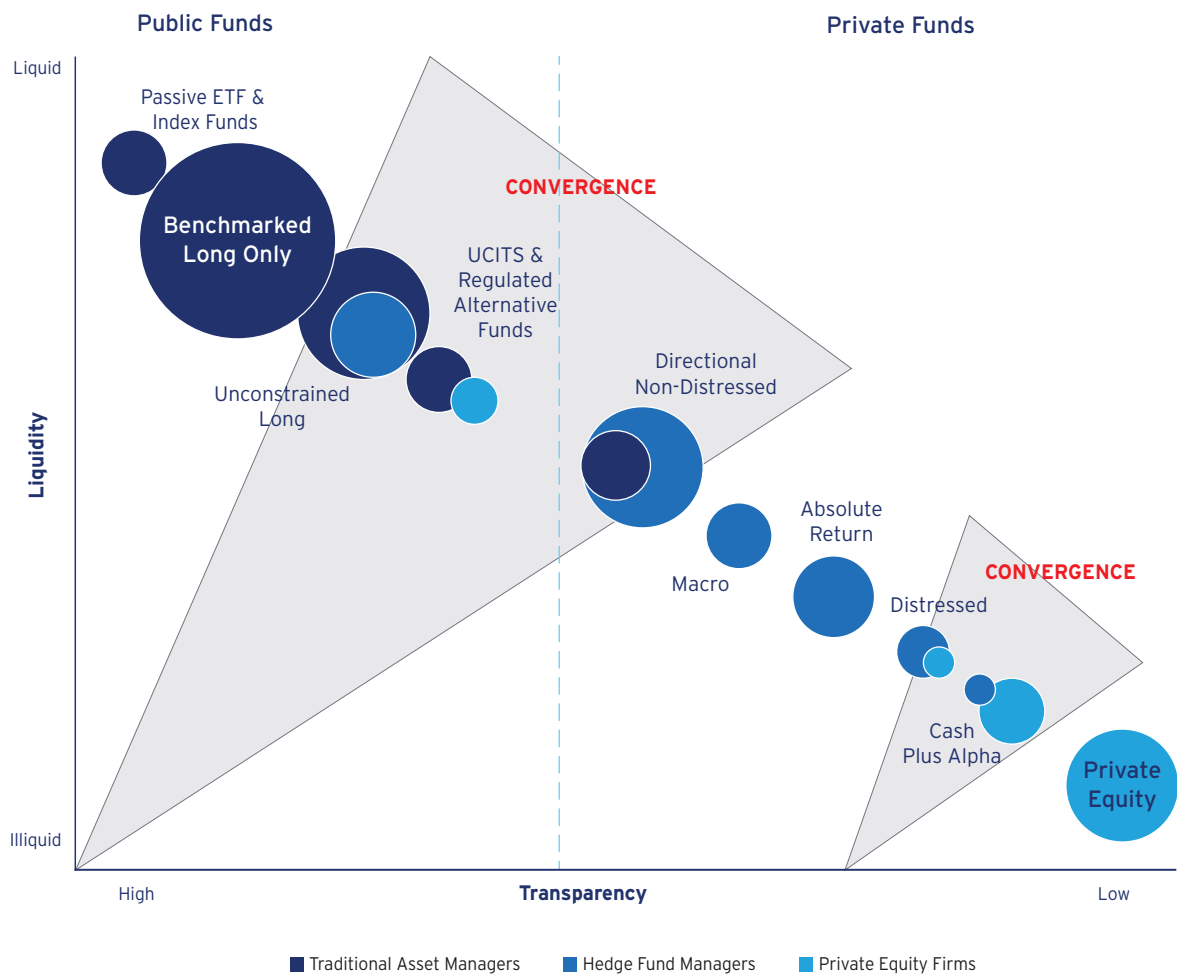 Public Funds
Private Funds
Liquid
Passive ETF &
Index Funds
CONVERGENCE
Benchmarked
Long Only
UCITS &
Regulated
Alternative
Funds
Directional
Non-Distressed
Unconstrained
Long
Liquidity
Absolute
Return
Macro
CONVERGENCE
Distressed
Cash
Plus Alpha
Private
Equity
Illiquid
High
Transparency
Low
Traditional Asset Managers
Hedge Fund Managers
Private Equity Firms